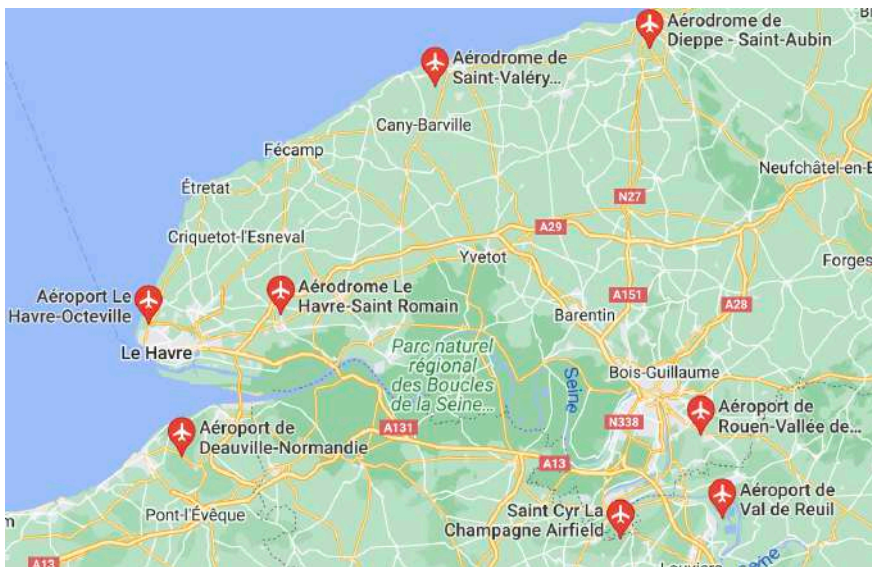 Aérodrome de
Dieppe - Saint-Aubin
Aérodrome de
Saint-Valéry...
Cany-Barville
Fécamp
Neufchâtel-en-B
Étretat
N27
Criquetot-l'Esneval
A29
Yvetot
Forges
Aéroport Le
Havre-Octeville
Aérodrome Le
Havre-Saint Romain
A151
A28
Barentin
Le Havre
Parc naturel
régional
des Boucles
de la Seine...
Seine
Bois-Guillaume
Aéroport de
Rouen-Vallée de...
N338
Aéroport de
Deauville-Normandie
A131
A13
Aéroport de
Val de Reuil
Saint Cyr La
Champagne Airfield
Pont-l'Évêque
A13
Louviers
Seine